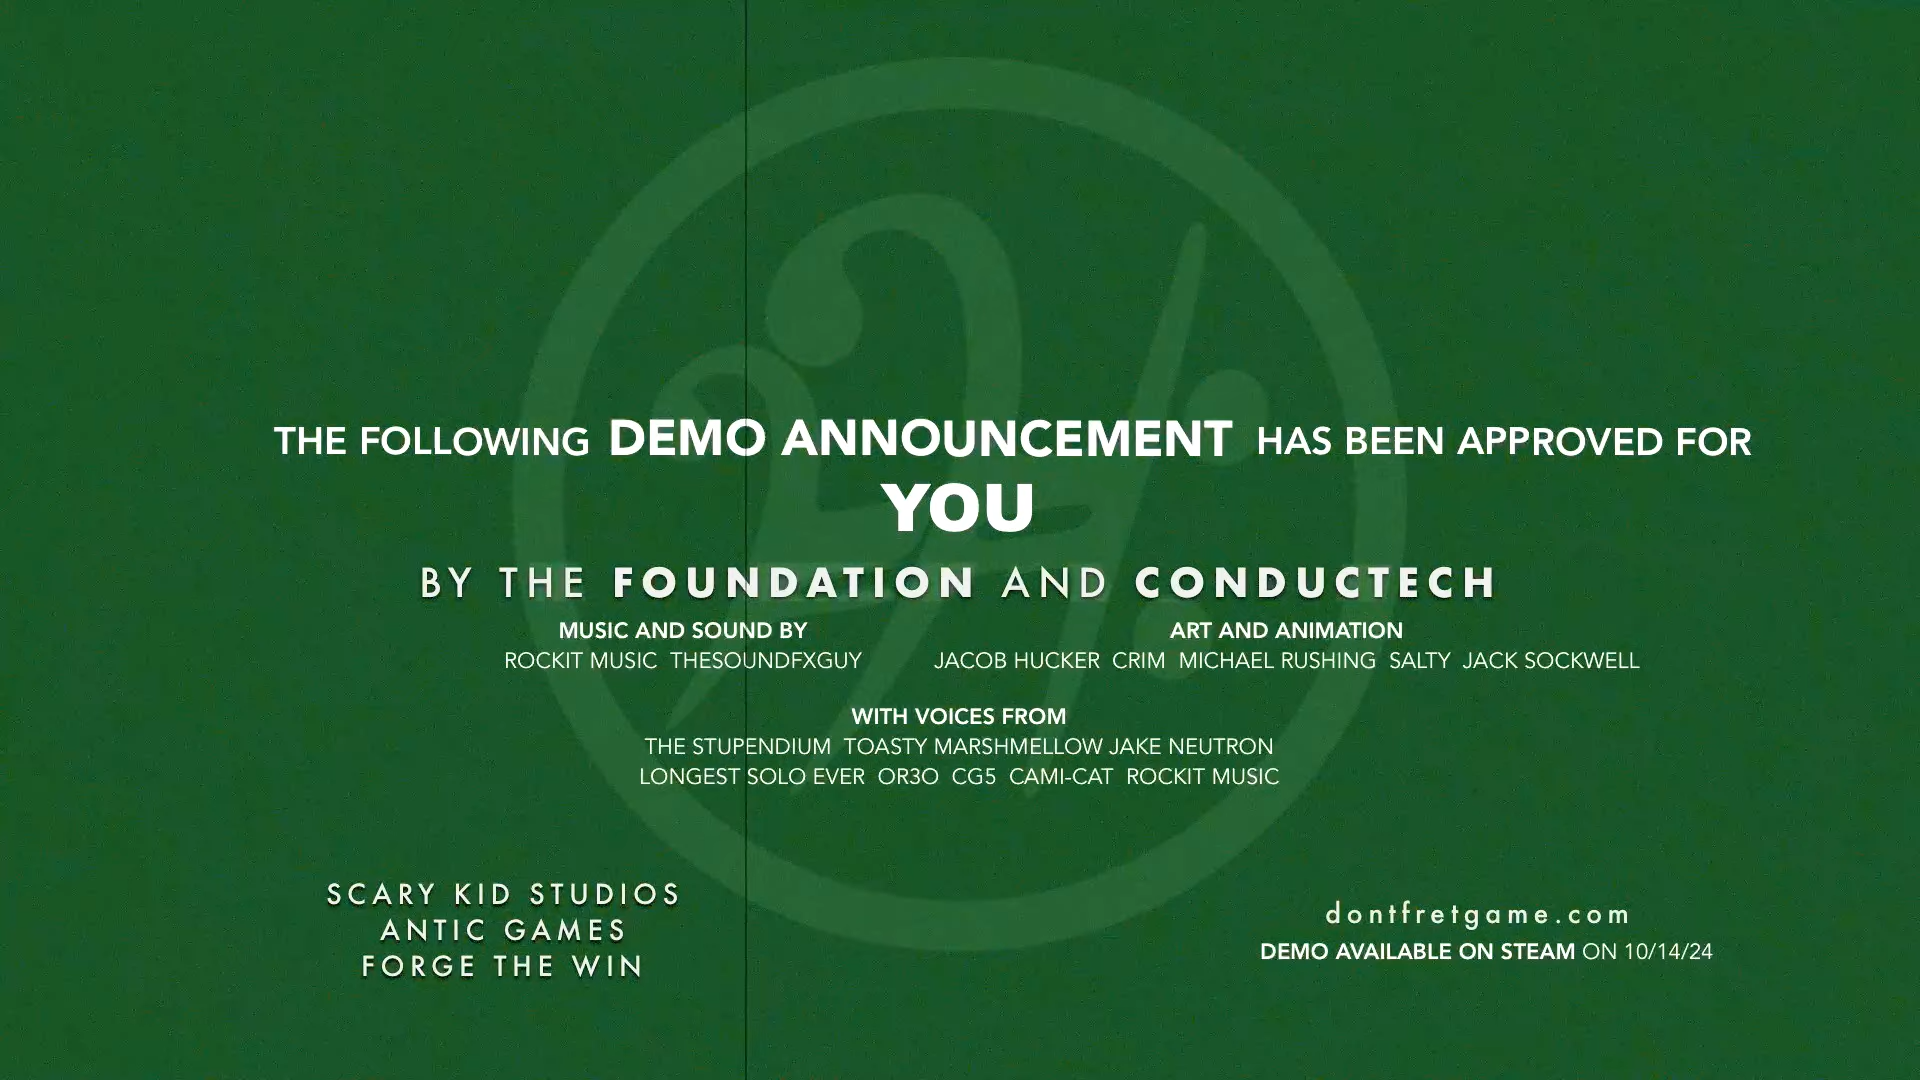 THE FOLLOWING DEMO ANNOUNCEMENT HAS BEEN APPROVED FOR
YOU
BY THE FOUNDATION AND CONDUCTECH
MUSIC AND SOUND BY
ROCKIT MUSIC THESOUNDFXGUY
ART AND ANIMATION
JACOB HUCKER CRIM MICHAEL RUSHING SALTY JACK SOCKWELL
WITH VOICES FROM
THE STUPENDIUM TOASTY MARSHMELLOW JAKE NEUTRON
LONGEST SOLO EVER OR3O CG5 CAMI-CAT ROCKIT MUSIC
SCARY KID STUDIOS
ANTIC GAMES
FORGE THE WIN
dontfretgame.com
DEMO AVAILABLE ON STEAM ON 10/14/24